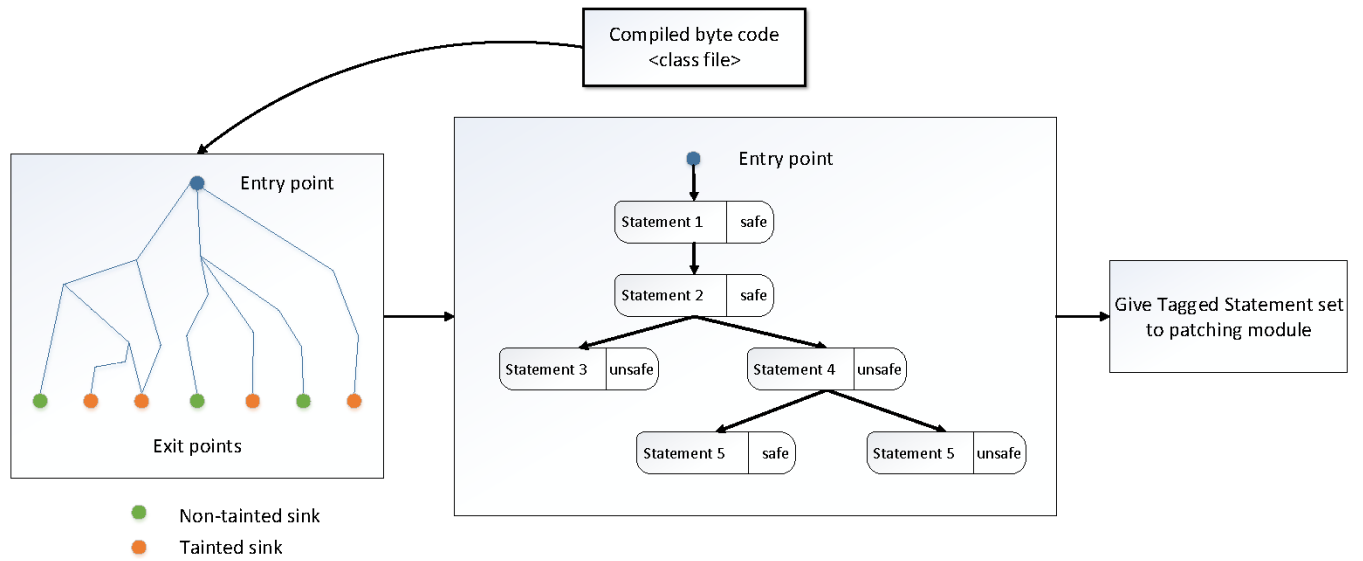 Compiled byte code
<class file>
Entry point
Exit points
Non-tainted sink
Tainted sink
Entry point
Statement 1 safe
Statement 2 safe
Statement 3 unsafe
Statement 4 unsafe
Statement 5 safe
Statement 5 unsafe
Give Tagged Statement set
to patching module